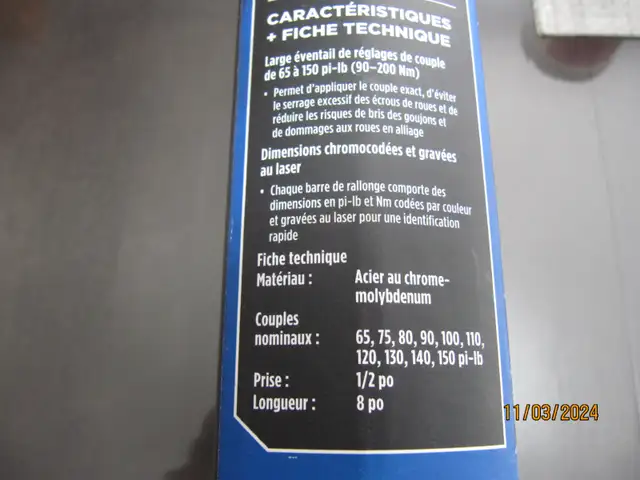 CARACTÉRISTIQUES
+ FICHE TECHNIQUE
Large éventail de réglages de couple
de 65 à 150 pi-lb (90–200 Nm)
• Permet d'appliquer le couple exact, d'éviter
le serrage excessif des écrous de roues et de
réduire les risques de bris des goujons et
de dommages aux roues en alliage
Dimensions chromocodées et gravées
au laser
• Chaque barre de rallonge comporte des
dimensions en pi-lb et Nm codées par couleur
et gravées au laser pour une identification
rapide
Fiche technique
Matériau : Acier au chrome-
molybdenum
Couples
nominaux : 65, 75, 80, 90, 100, 110,
120, 130, 140, 150 pi-lb
Prise : 1/2 po
Longueur : 8 po
11/03/2024